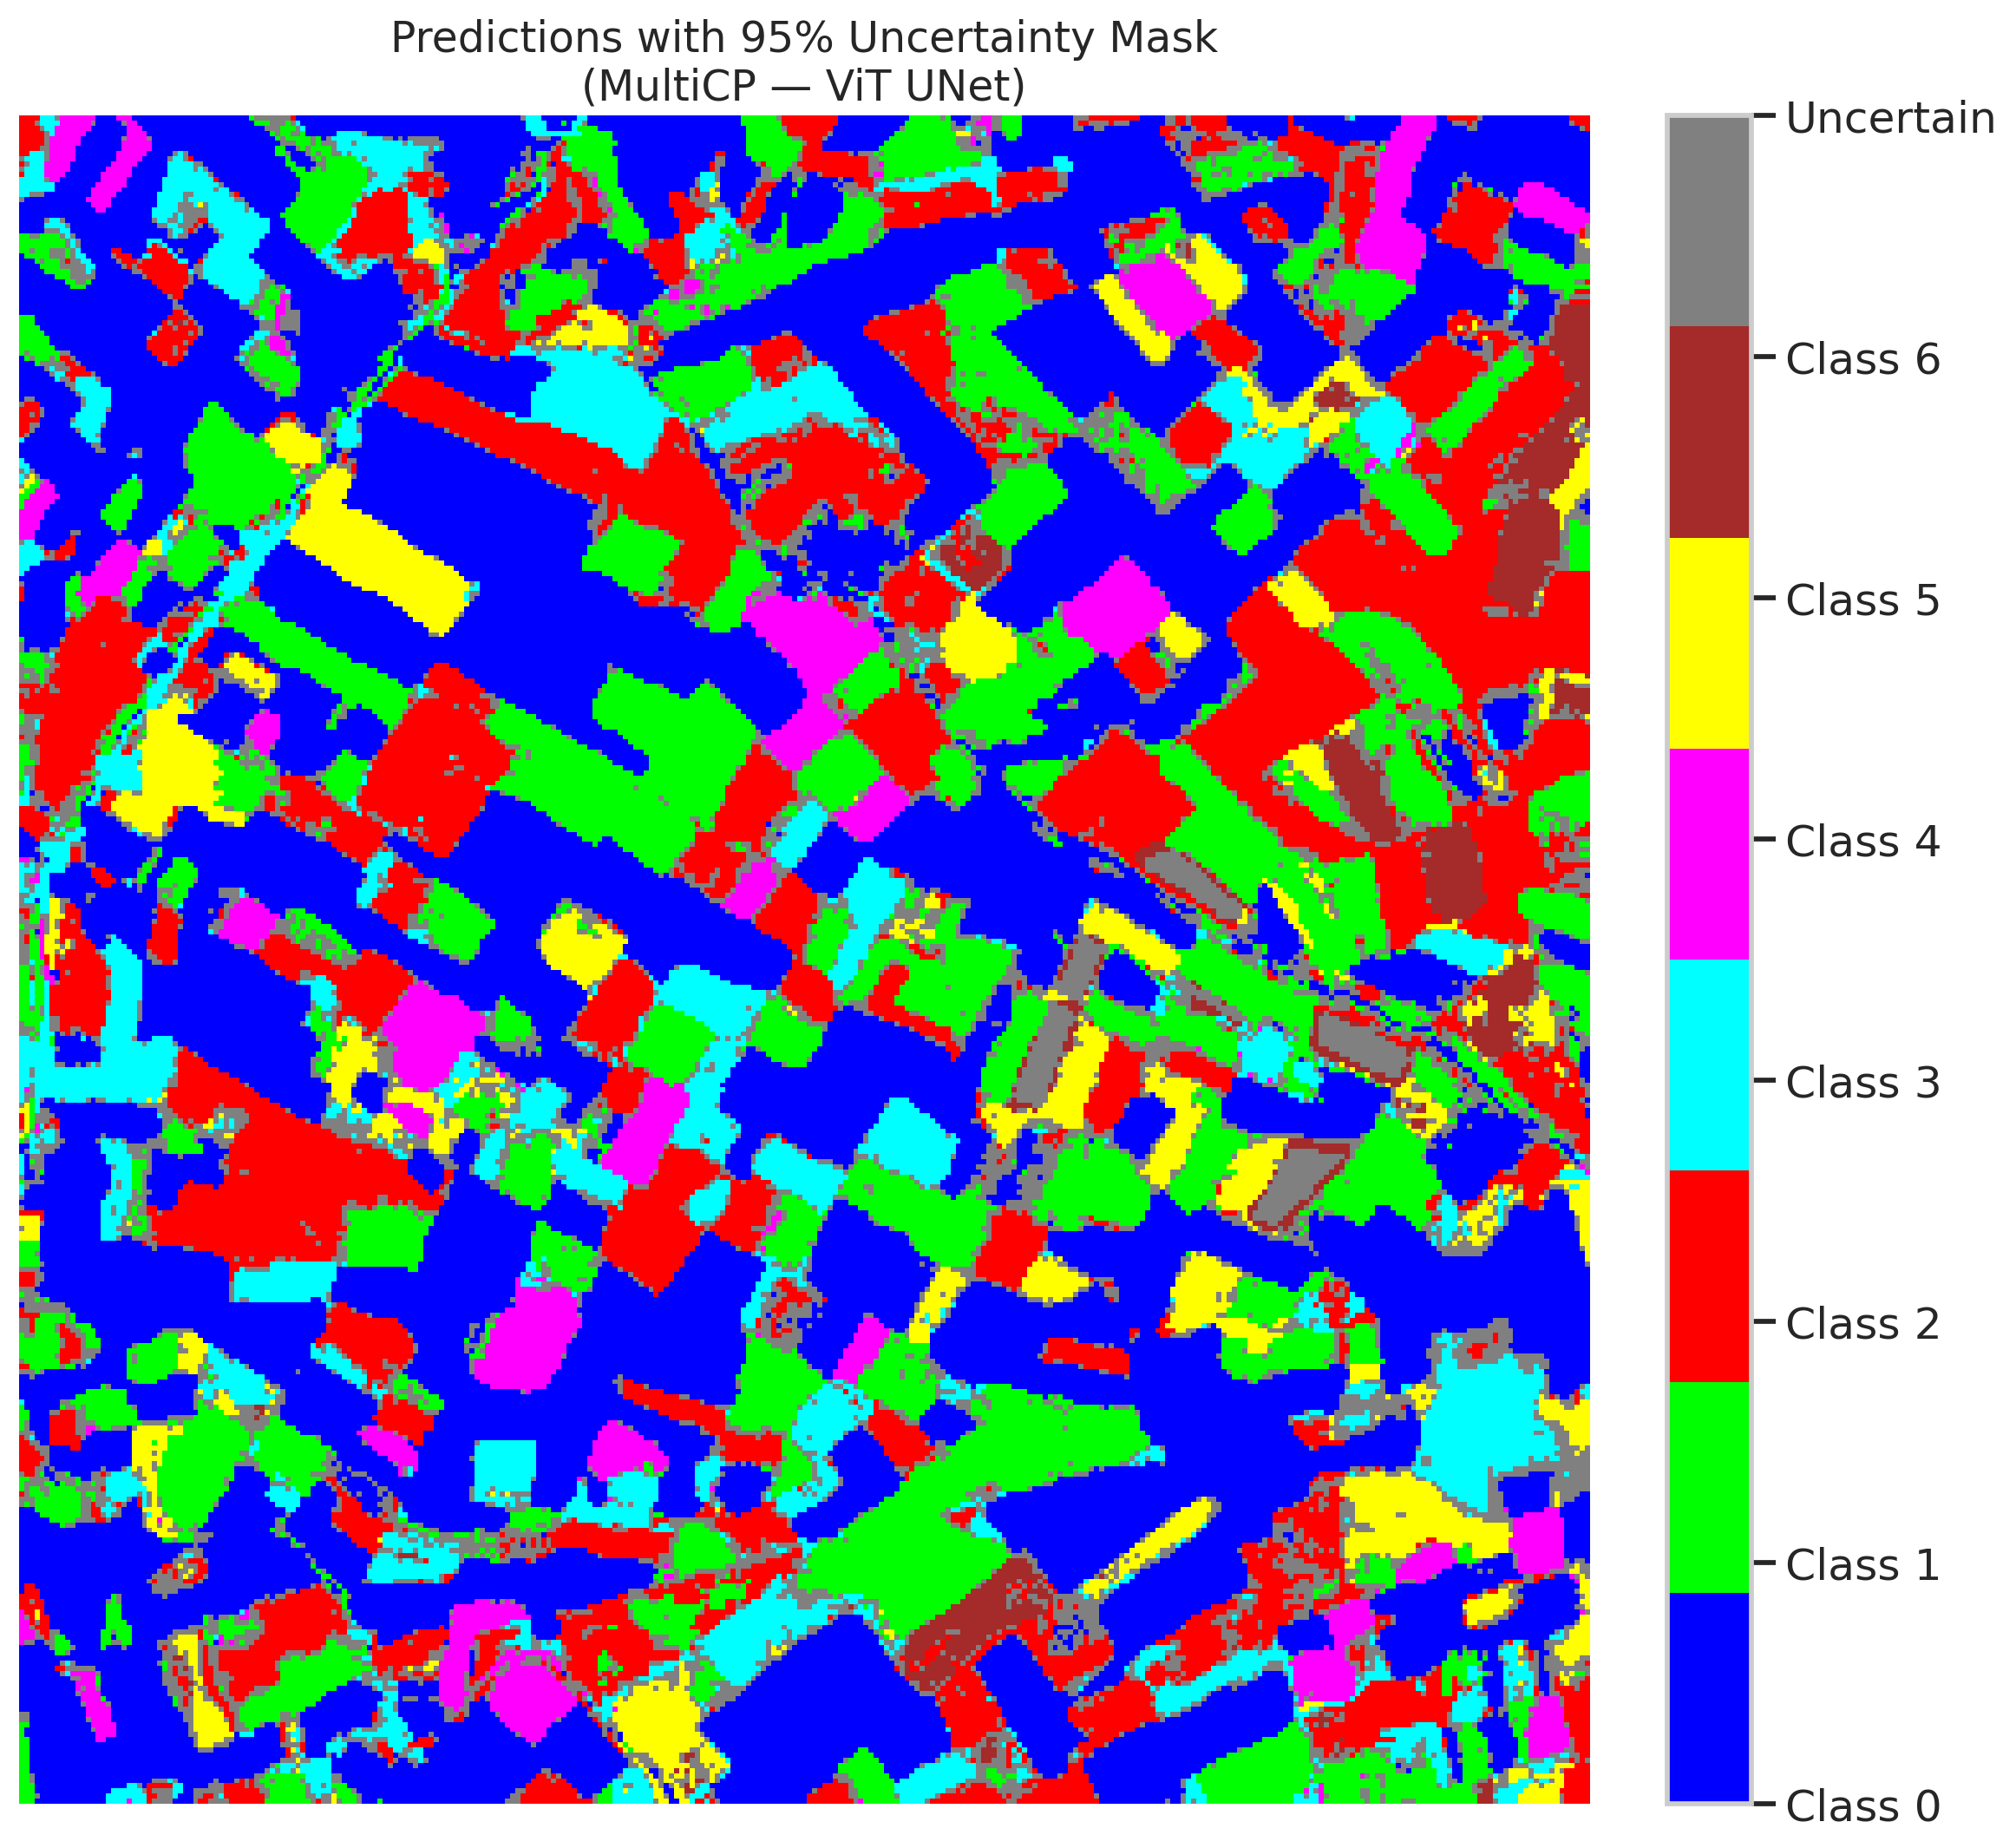 Predictions with 95% Uncertainty Mask
(MultiCP — ViT UNet)
Uncertain
Class 6
Class 5
Class 4
Class 3
Class 2
Class 1
Class 0